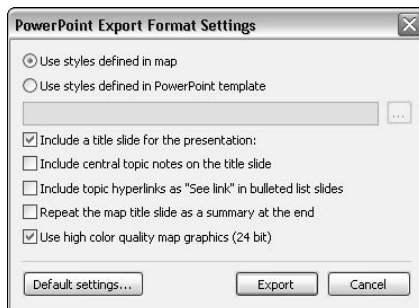 PowerPoint Export Format Settings
Use styles defined in map
Use styles defined in PowerPoint template
...
Include a title slide for the presentation:
Include central topic notes on the title slide
Include topic hyperlinks as "See link" in bulleted list slides
Repeat the map title slide as a summary at the end
Use high color quality map graphics (24 bit)
Default settings... Export Cancel